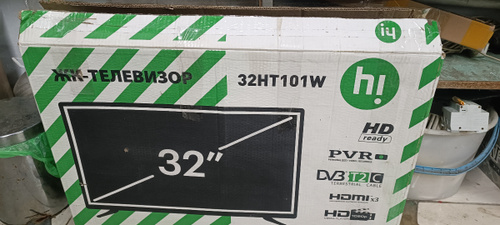 hi
ЖК-ТЕЛЕВИЗОР
32HT101W
h!
32"
HD
ready
PVR
DVB T2 C
TERRESTRIAL CABLE
HDMI x3
HD